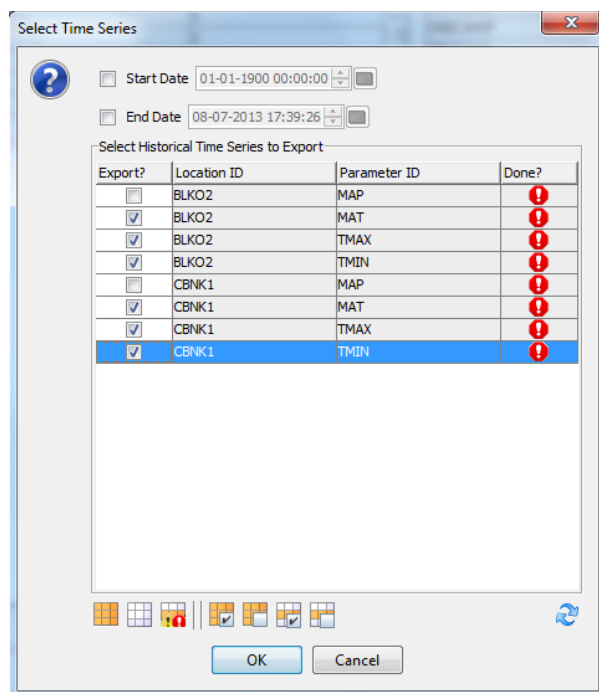 Select Time Series
Start Date 01-01-1900 00:00:00
End Date 08-07-2013 17:39:26
Select Historical Time Series to Export
Export? Location ID Parameter ID Done?
BLKO2 MAP
BLKO2 MAT
BLKO2 TMAX
BLKO2 TMIN
CBNK1 MAP
CBNK1 MAT
CBNK1 TMAX
CBNK1 TMIN
OK Cancel